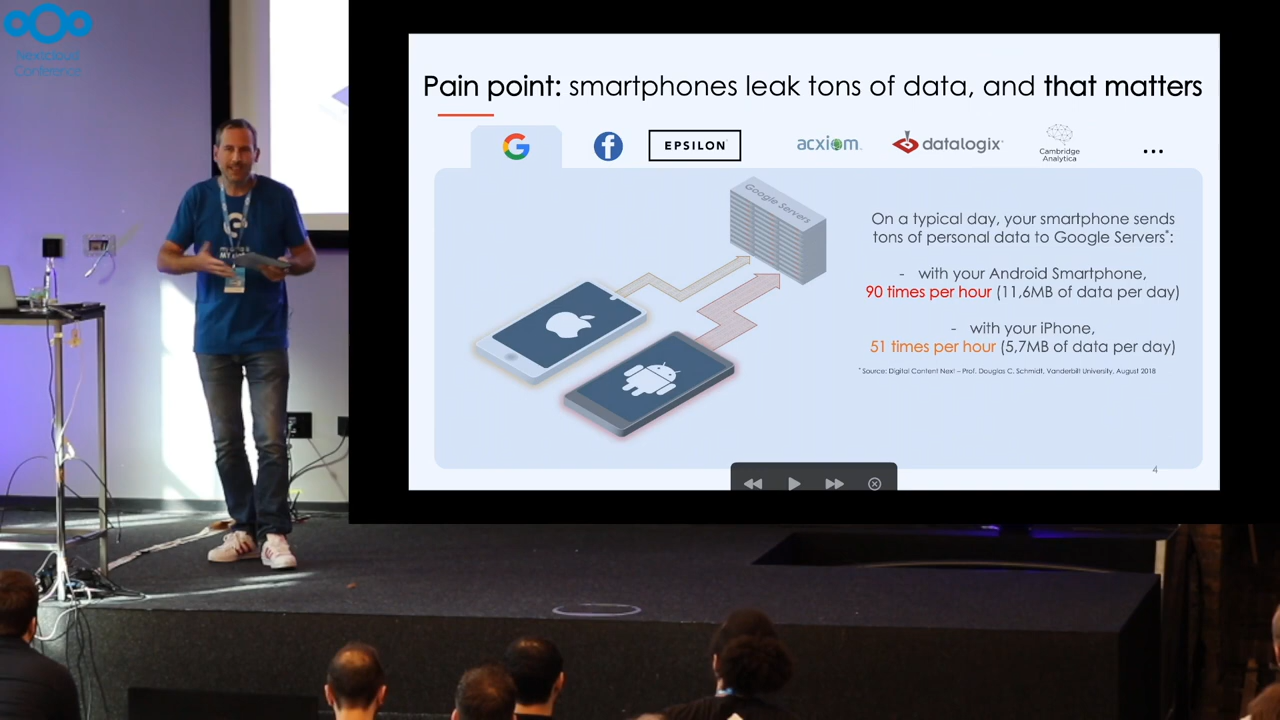 Nextcloud
Conference
Pain point: smartphones leak tons of data, and that matters
EPSILON
acxiom.
datalogix
Cambridge
Analytica
...
Google Servers
On a typical day, your smartphone sends
tons of personal data to Google Servers*:
- with your Android Smartphone,
90 times per hour (11,6MB of data per day)
- with your iPhone,
51 times per hour (5,7MB of data per day)
* Source: Digital Content Next – Prof. Douglas C. Schmidt, Vanderbilt University, August 2018
4